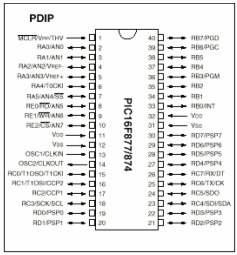 PDIP
MCLR/VPP/THV 1 40 RB7/PGD
RA0/AN0 2 39 RB6/PGC
RA1/AN1 3 38 RB5
RA2/AN2/VREF- 4 37 RB4
RA3/AN3/VREF+ 5 36 RB3/PGM
RA4/T0CKI 6 35 RB2
RA5/AN4/SS 7 34 RB1
RE0/RD/AN5 8 33 RB0/INT
RE1/WR/AN6 9 32 VDD
RE2/CS/AN7 10 31 VSS
VDD 11 30 RD7/PSP7
VSS 12 29 RD6/PSP6
OSC1/CLKIN 13 28 RD5/PSP5
OSC2/CLKOUT 14 27 RD4/PSP4
RC0/T1OSO/T1CKI 15 26 RC7/RX/DT
RC1/T1OSI/CCP2 16 25 RC6/TX/CK
RC2/CCP1 17 24 RC5/SDO
RC3/SCK/SCL 18 23 RC4/SDI/SDA
RD0/PSP0 19 22 RD3/PSP3
RD1/PSP1 20 21 RD2/PSP2
PIC16F877/874